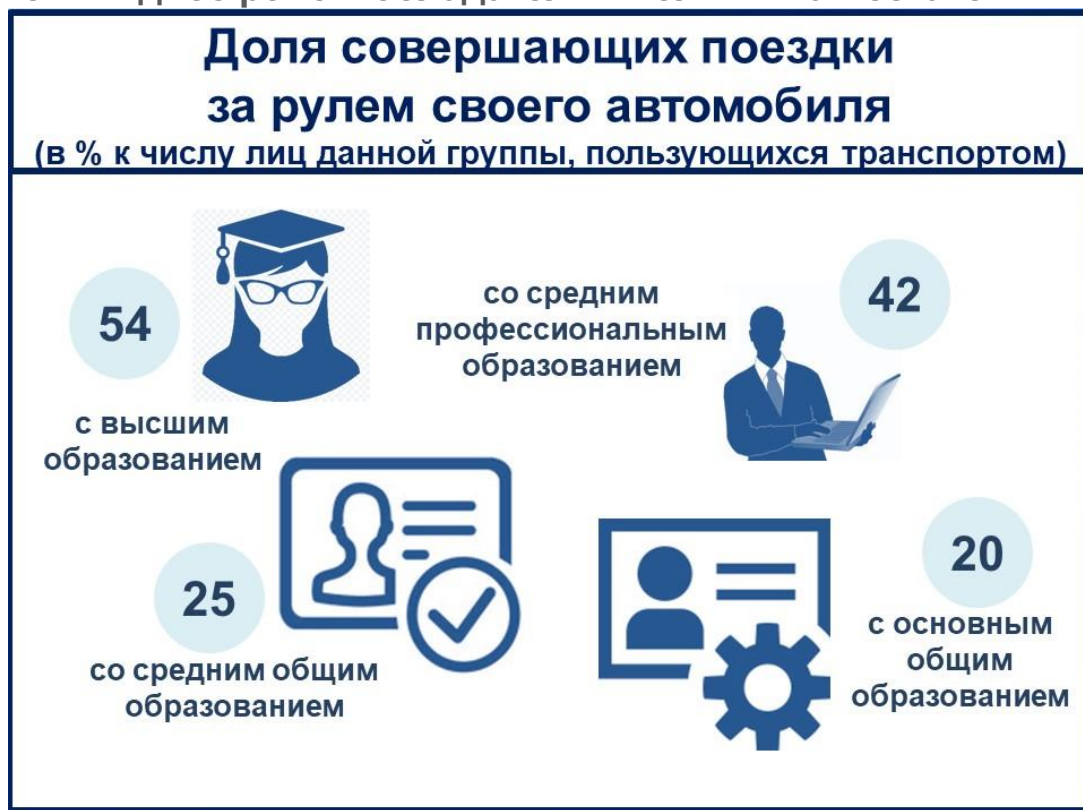 Доля совершающих поездки
за рулем своего автомобиля
(в % к числу лиц данной группы, пользующихся транспортом)
54
с высшим
образованием
со средним
профессиональным
образованием
42
25
со средним общим
образованием
20
с основным
общим
образованием